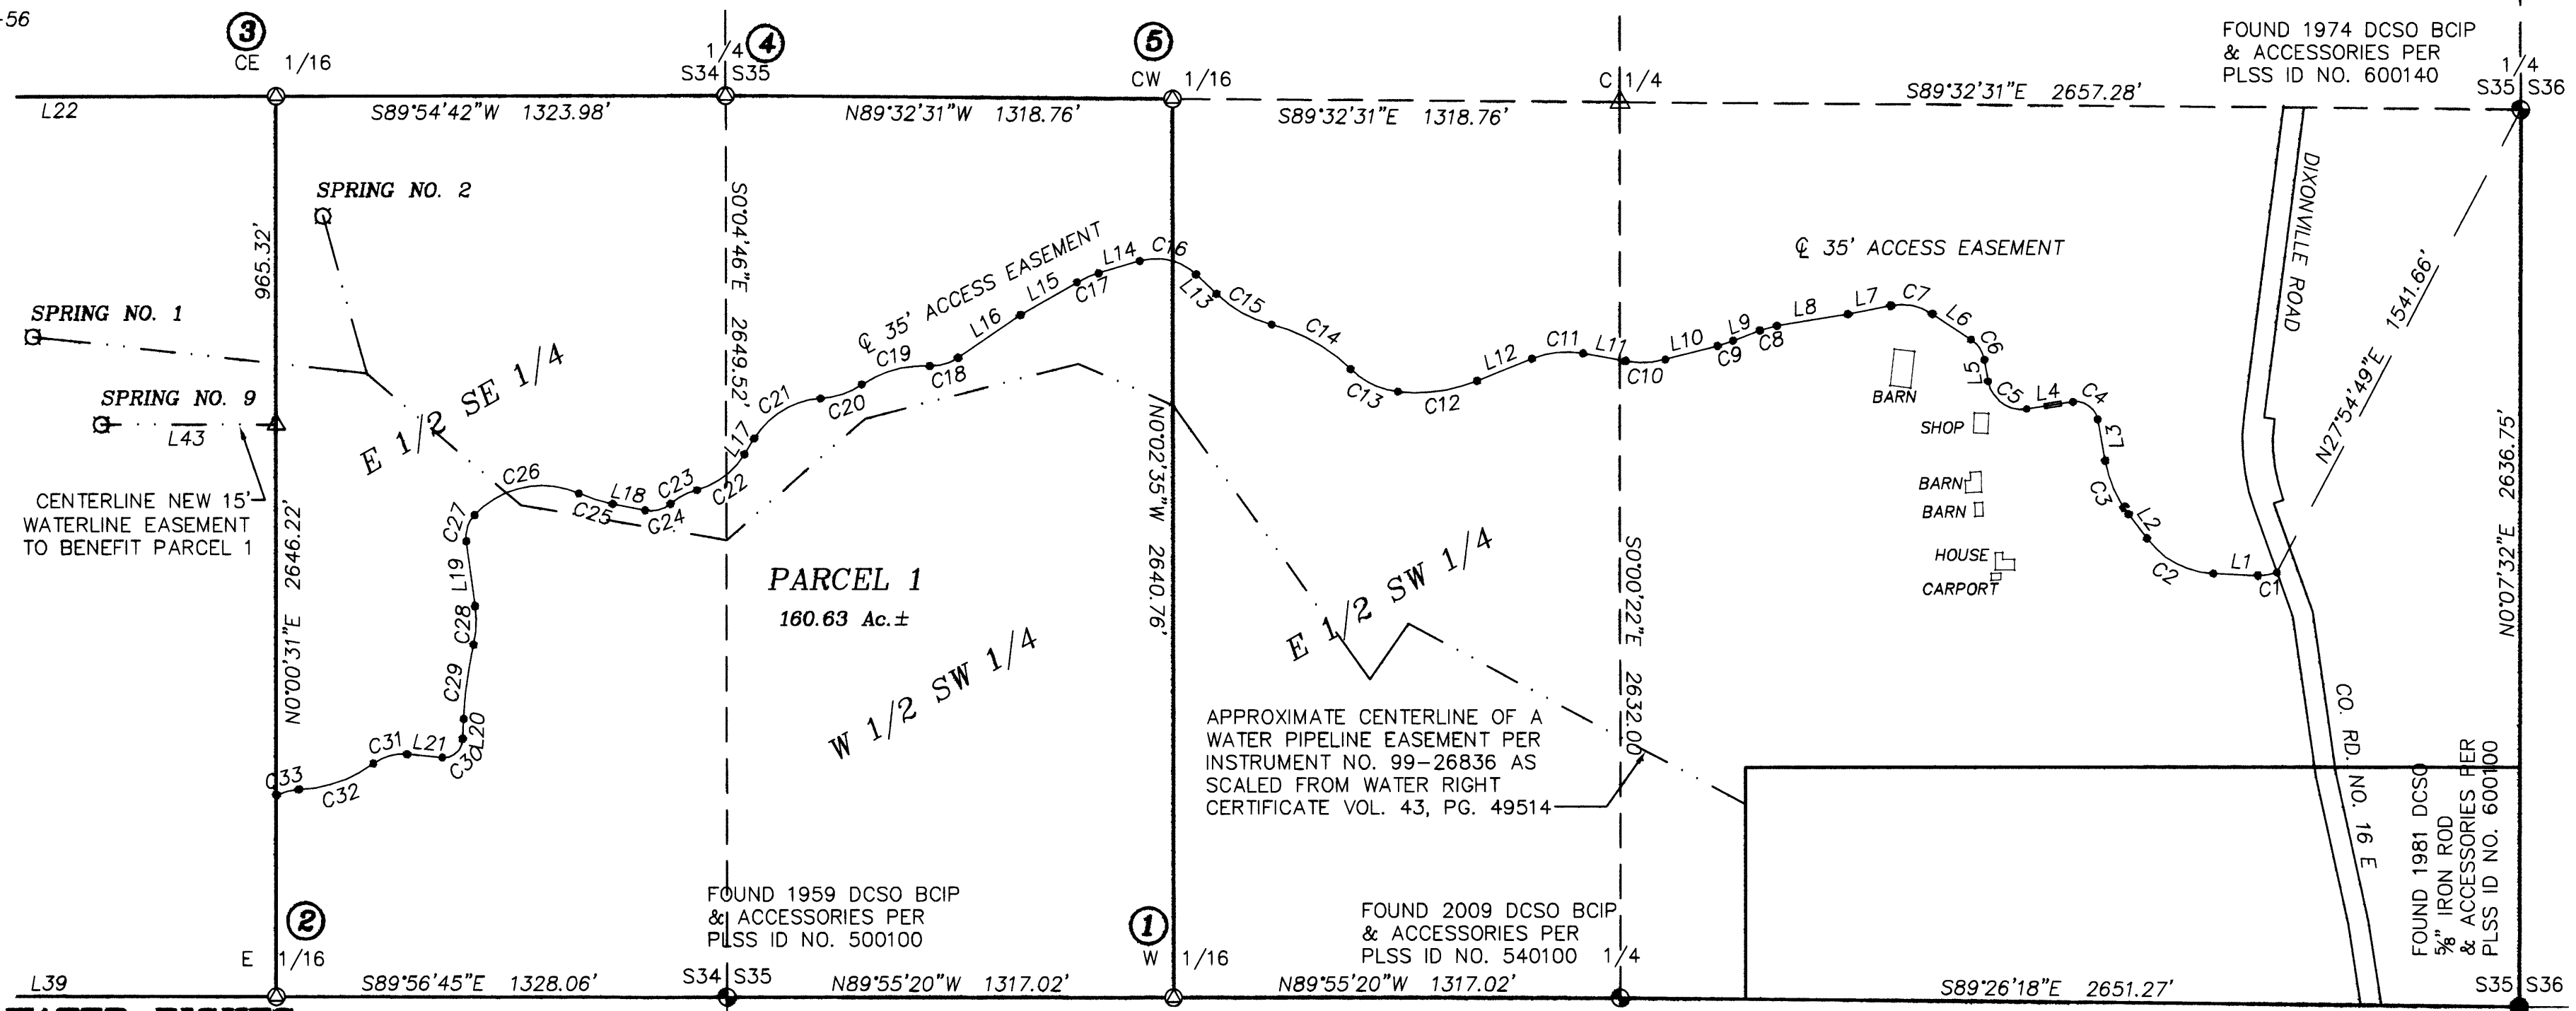 -56
3
CE 1/16
1/4
4
S34 S35
5
CW 1/16
C 1/4
FOUND 1974 DCSO BCIP
& ACCESSORIES PER
PLSS ID NO. 600140
1/4
S35 S36
L22
S89°54'42"W 1323.98'
N89°32'31"W 1318.76'
S89°32'31"E 1318.76'
S89°32'31"E 2657.28'
SPRING NO. 2
SPRING NO. 1
SPRING NO. 9
L43
CENTERLINE NEW 15'
WATERLINE EASEMENT
TO BENEFIT PARCEL 1
965.32'
N0°00'31"E 2646.22'
E 1/2 SE 1/4
S0°04'46"E 2649.52'
℄ 35' ACCESS EASEMENT
℄ 35' ACCESS EASEMENT
C33
C32
C31
L21
C30
L20
C29
C28
L19
C27
C26
C25
L18
C24
C23
C22
L17
C21
C20
C19
C18
L16
L15
C17
L14
C16
L13
C15
C14
C13
C12
L12
C11
L11
C10
L10
C9
L9
C8
L8
L7
C7
L6
C6
L5
C5
L4
C4
L3
C3
L2
C2
L1
C1
PARCEL 1
160.63 Ac.±
W 1/2 SW 1/4
N0°02'35"W 2640.76'
E 1/2 SW 1/4
S0°00'22"E 2632.00'
APPROXIMATE CENTERLINE OF A
WATER PIPELINE EASEMENT PER
INSTRUMENT NO. 99-26836 AS
SCALED FROM WATER RIGHT
CERTIFICATE VOL. 43, PG. 49514
BARN
SHOP
BARN
BARN
HOUSE
CARPORT
DIXONVILLE ROAD
CO. RD. NO. 16 E
N27°54'49"E 1541.66'
N0°07'32"E 2636.75'
FOUND 1981 DCSO
5/8" IRON ROD
& ACCESSORIES PER
PLSS ID NO. 600100
2
E 1/16
FOUND 1959 DCSO BCIP
& ACCESSORIES PER
PLSS ID NO. 500100
S34 S35
1
W 1/16
FOUND 2009 DCSO BCIP
& ACCESSORIES PER
PLSS ID NO. 540100 1/4
S35 S36
L39
S89°56'45"E 1328.06'
N89°55'20"W 1317.02'
N89°55'20"W 1317.02'
S89°26'18"E 2651.27'